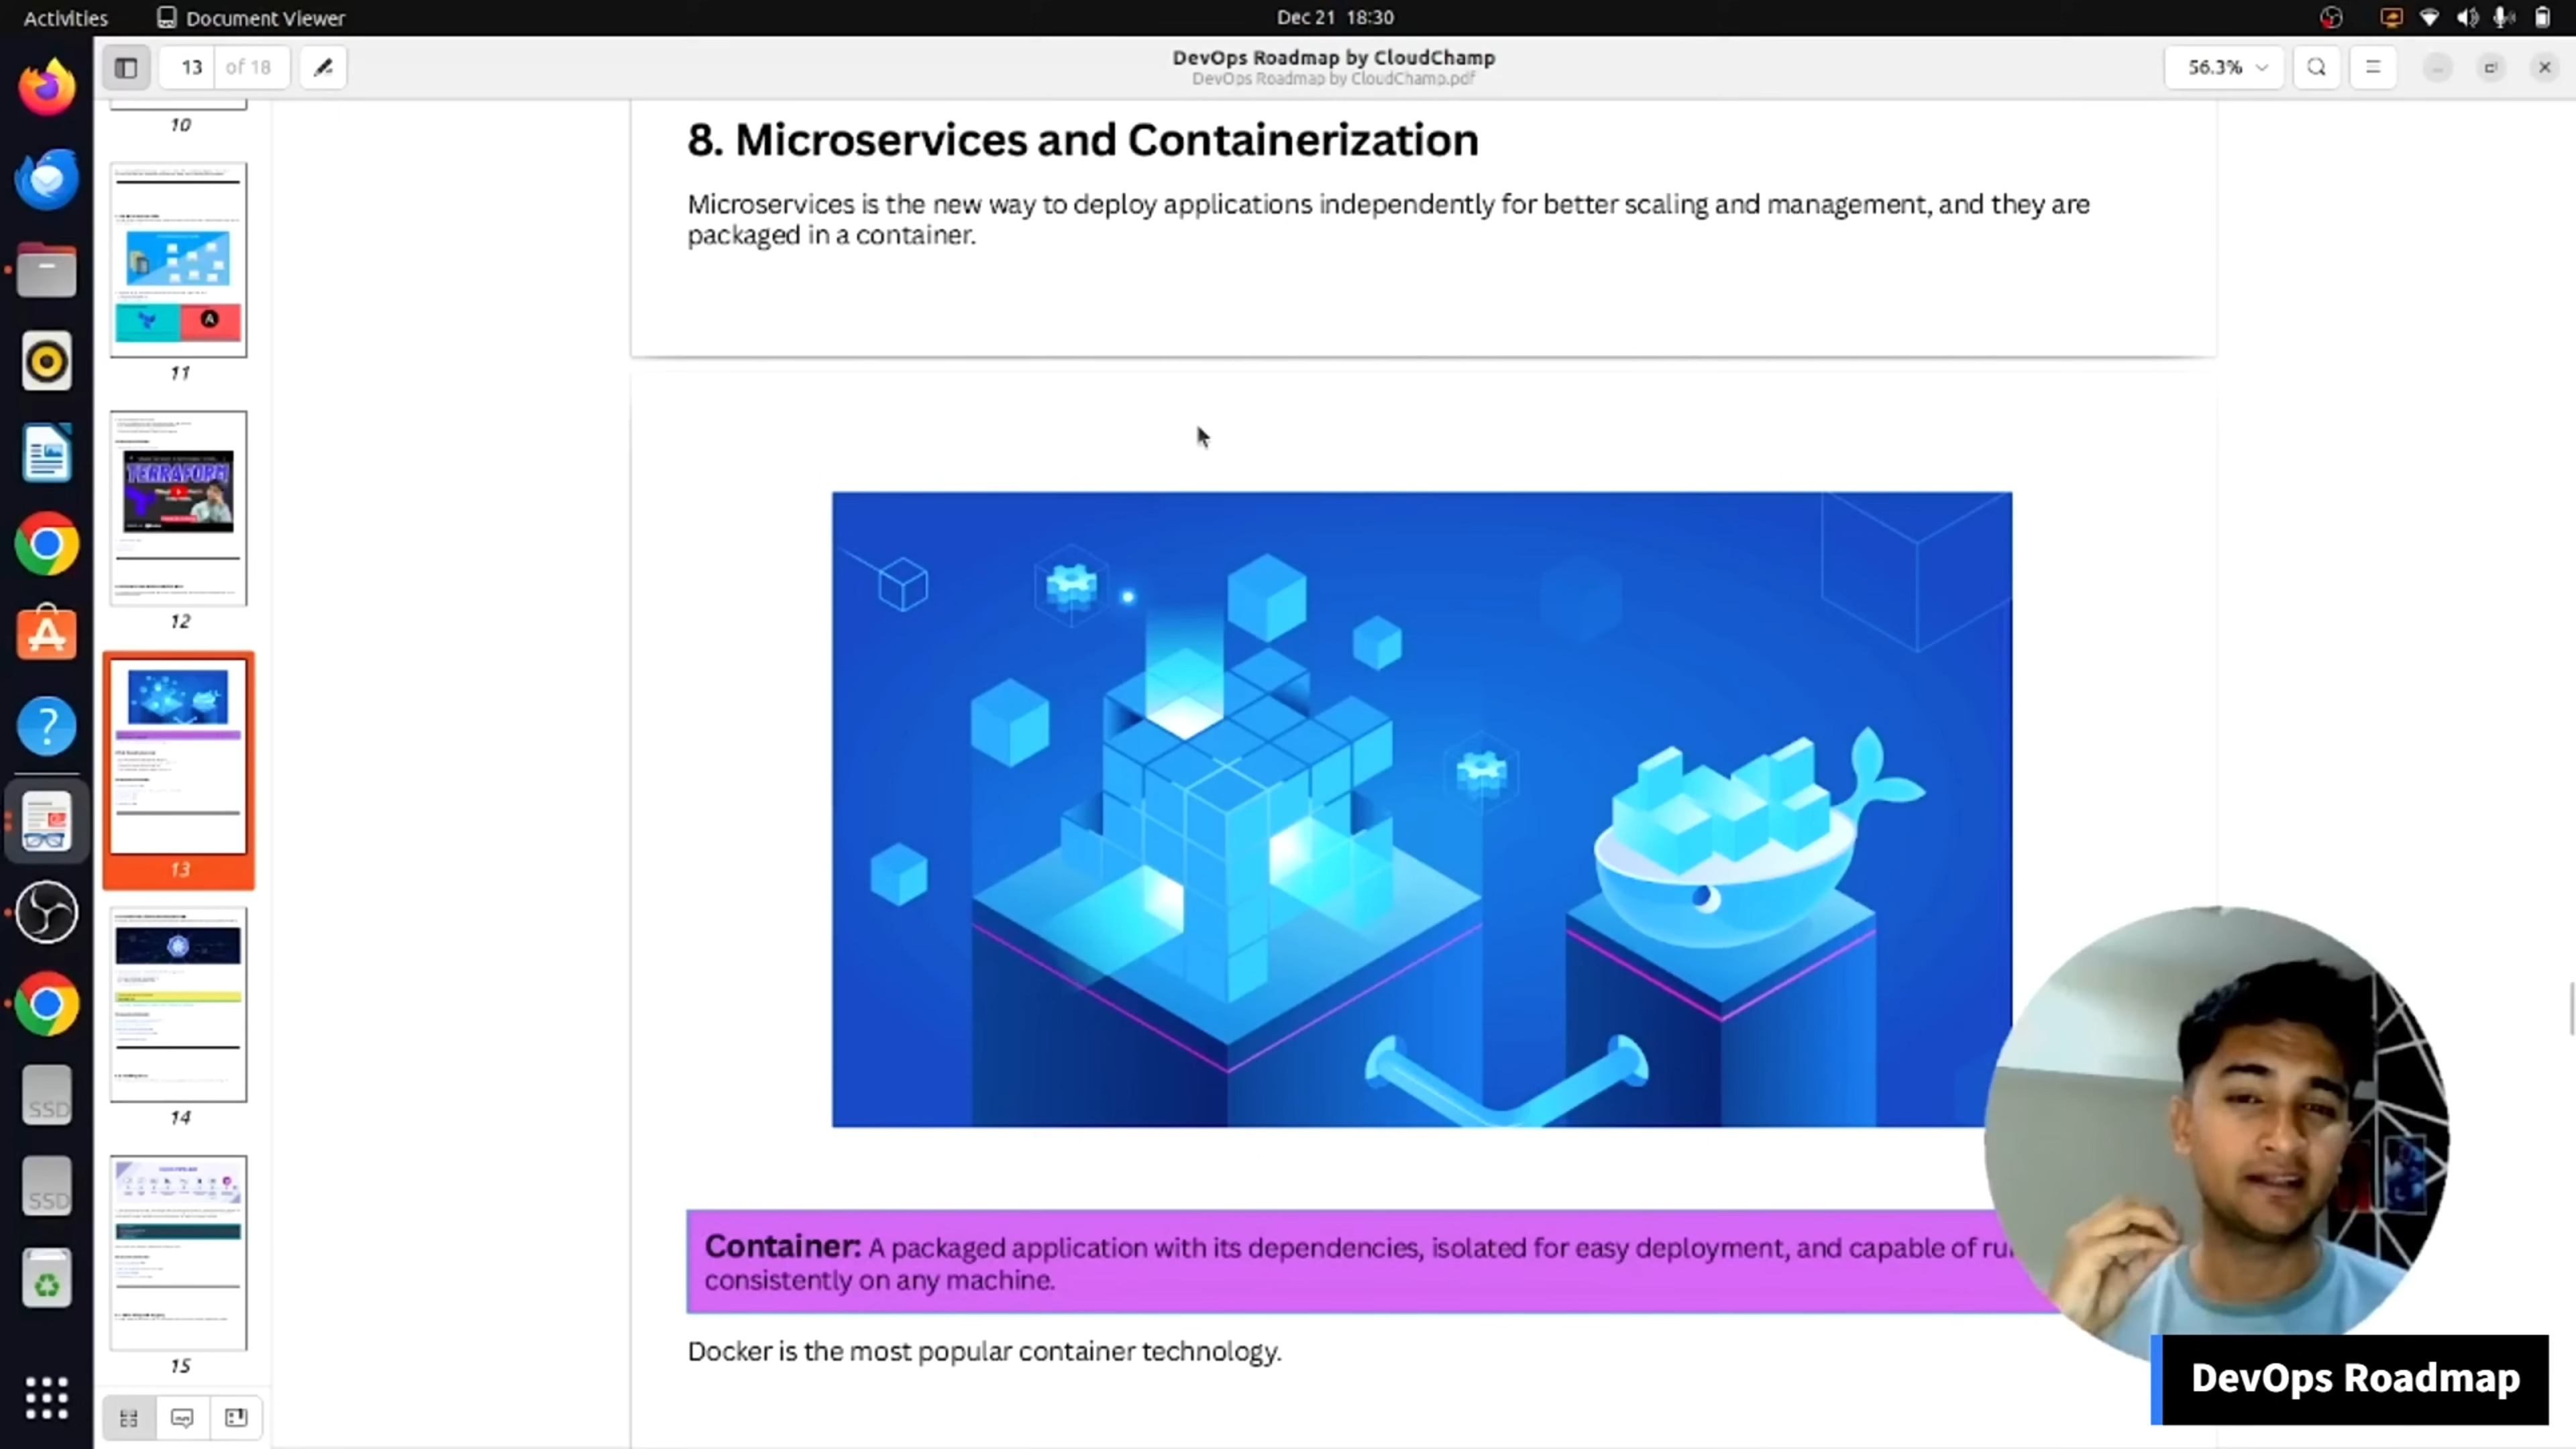 Activities
Document Viewer
Dec 21 18:30
13 of 18
DevOps Roadmap by CloudChamp
DevOps Roadmap by CloudChamp.pdf
56.3%
10
11
TERRAFORM
12
13
14
15
SSD
SSD
8. Microservices and Containerization
Microservices is the new way to deploy applications independently for better scaling and management, and they are
packaged in a container.
Container: A packaged application with its dependencies, isolated for easy deployment, and capable of
consistently on any machine.
Docker is the most popular container technology.
DevOps Roadmap